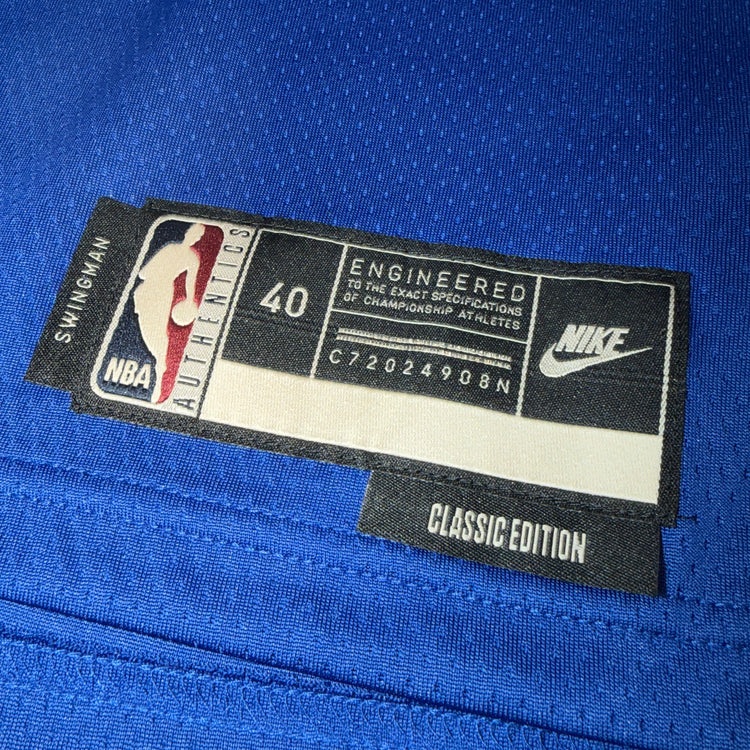 SWINGMAN
NBA
AUTHENTICS
40
ENGINEERED
TO THE EXACT SPECIFICATIONS
OF CHAMPIONSHIP ATHLETES
C72024908N
NIKE
CLASSIC EDITION